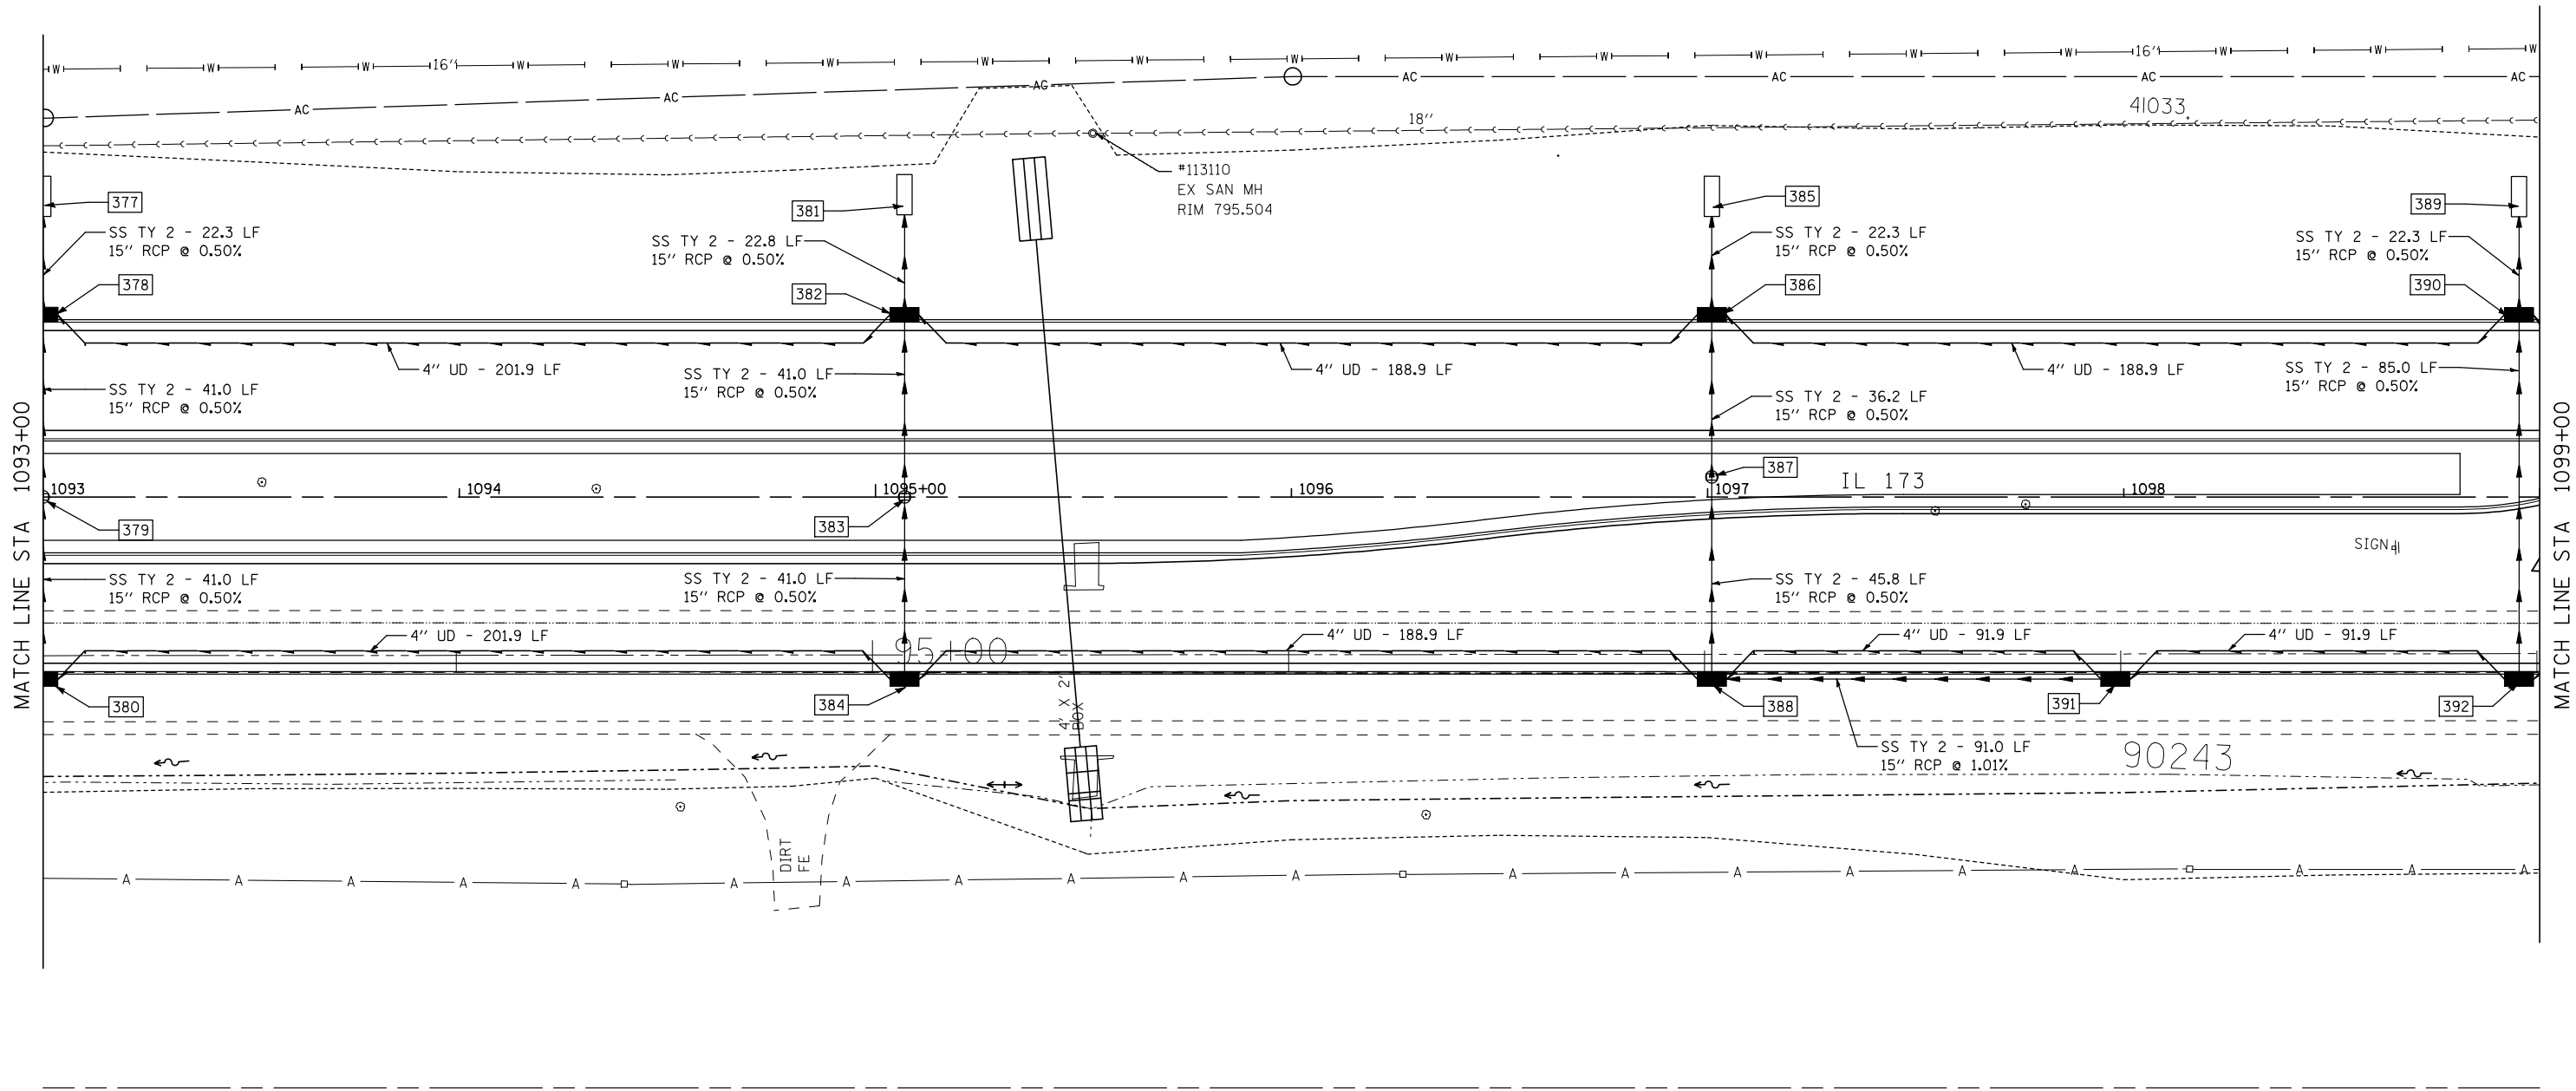 16"
16"
AC
AC
AC
AC
AC
AC
AC
18"
41033
#113110
EX SAN MH
RIM 795.504
377
SS TY 2 - 22.3 LF
15" RCP @ 0.50%
378
381
SS TY 2 - 22.8 LF
15" RCP @ 0.50%
382
385
SS TY 2 - 22.3 LF
15" RCP @ 0.50%
386
389
SS TY 2 - 22.3 LF
15" RCP @ 0.50%
390
4" UD - 201.9 LF
4" UD - 188.9 LF
4" UD - 188.9 LF
SS TY 2 - 41.0 LF
15" RCP @ 0.50%
SS TY 2 - 41.0 LF
15" RCP @ 0.50%
SS TY 2 - 36.2 LF
15" RCP @ 0.50%
SS TY 2 - 85.0 LF
15" RCP @ 0.50%
MATCH LINE STA 1093+00
MATCH LINE STA 1099+00
1093
1094
1095+00
1096
1097
1098
387
IL 173
379
383
SIGN
SS TY 2 - 41.0 LF
15" RCP @ 0.50%
SS TY 2 - 41.0 LF
15" RCP @ 0.50%
SS TY 2 - 45.8 LF
15" RCP @ 0.50%
4" UD - 201.9 LF
95+00
4" UD - 188.9 LF
4" UD - 91.9 LF
4" UD - 91.9 LF
380
384
4' X 2'
BOX
388
391
392
SS TY 2 - 91.0 LF
15" RCP @ 1.01%
90243
DIRT
FE